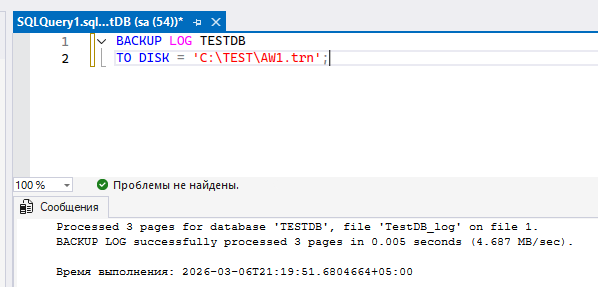 SQLQuery1.sql...tDB (sa (54))*
1 BACKUP LOG TESTDB
2 TO DISK = 'C:\TEST\AW1.trn';
100 % Проблемы не найдены.
Сообщения
Processed 3 pages for database 'TESTDB', file 'TestDB_log' on file 1.
BACKUP LOG successfully processed 3 pages in 0.005 seconds (4.687 MB/sec).
Время выполнения: 2026-03-06T21:19:51.6804664+05:00